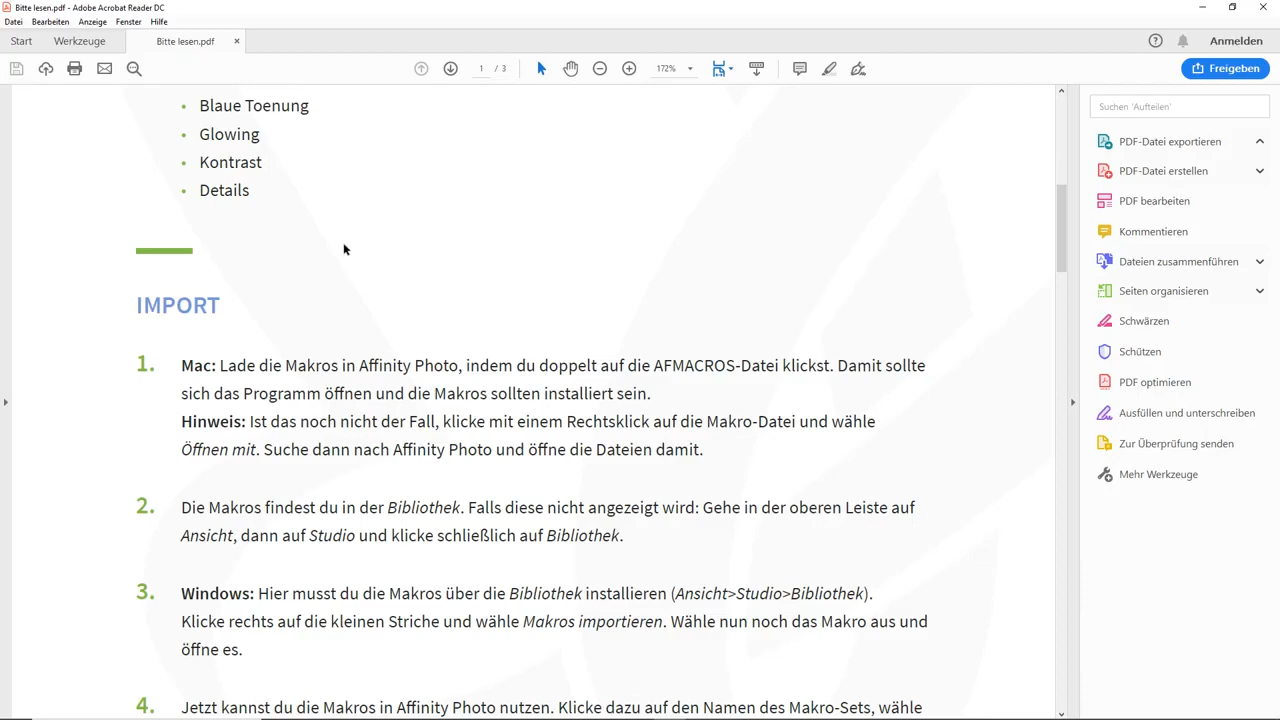 Bitte lesen.pdf - Adobe Acrobat Reader DC
Datei Bearbeiten Anzeige Fenster Hilfe
Start Werkzeuge Bitte lesen.pdf × Anmelden
1 / 3 172% Freigeben
• Blaue Toenung
• Glowing
• Kontrast
• Details
IMPORT
1. Mac: Lade die Makros in Affinity Photo, indem du doppelt auf die AFMACROS-Datei klickst. Damit sollte
sich das Programm öffnen und die Makros sollten installiert sein.
Hinweis: Ist das noch nicht der Fall, klicke mit einem Rechtsklick auf die Makro-Datei und wähle
Öffnen mit. Suche dann nach Affinity Photo und öffne die Dateien damit.
2. Die Makros findest du in der Bibliothek. Falls diese nicht angezeigt wird: Gehe in der oberen Leiste auf
Ansicht, dann auf Studio und klicke schließlich auf Bibliothek.
3. Windows: Hier musst du die Makros über die Bibliothek installieren (Ansicht>Studio>Bibliothek).
Klicke rechts auf die kleinen Striche und wähle Makros importieren. Wähle nun noch das Makro aus und
öffne es.
4. Jetzt kannst du die Makros in Affinity Photo nutzen. Klicke dazu auf den Namen des Makro-Sets, wähle
Suchen 'Aufteilen'
PDF-Datei exportieren
PDF-Datei erstellen
PDF bearbeiten
Kommentieren
Dateien zusammenführen
Seiten organisieren
Schwärzen
Schützen
PDF optimieren
Ausfüllen und unterschreiben
Zur Überprüfung senden
Mehr Werkzeuge